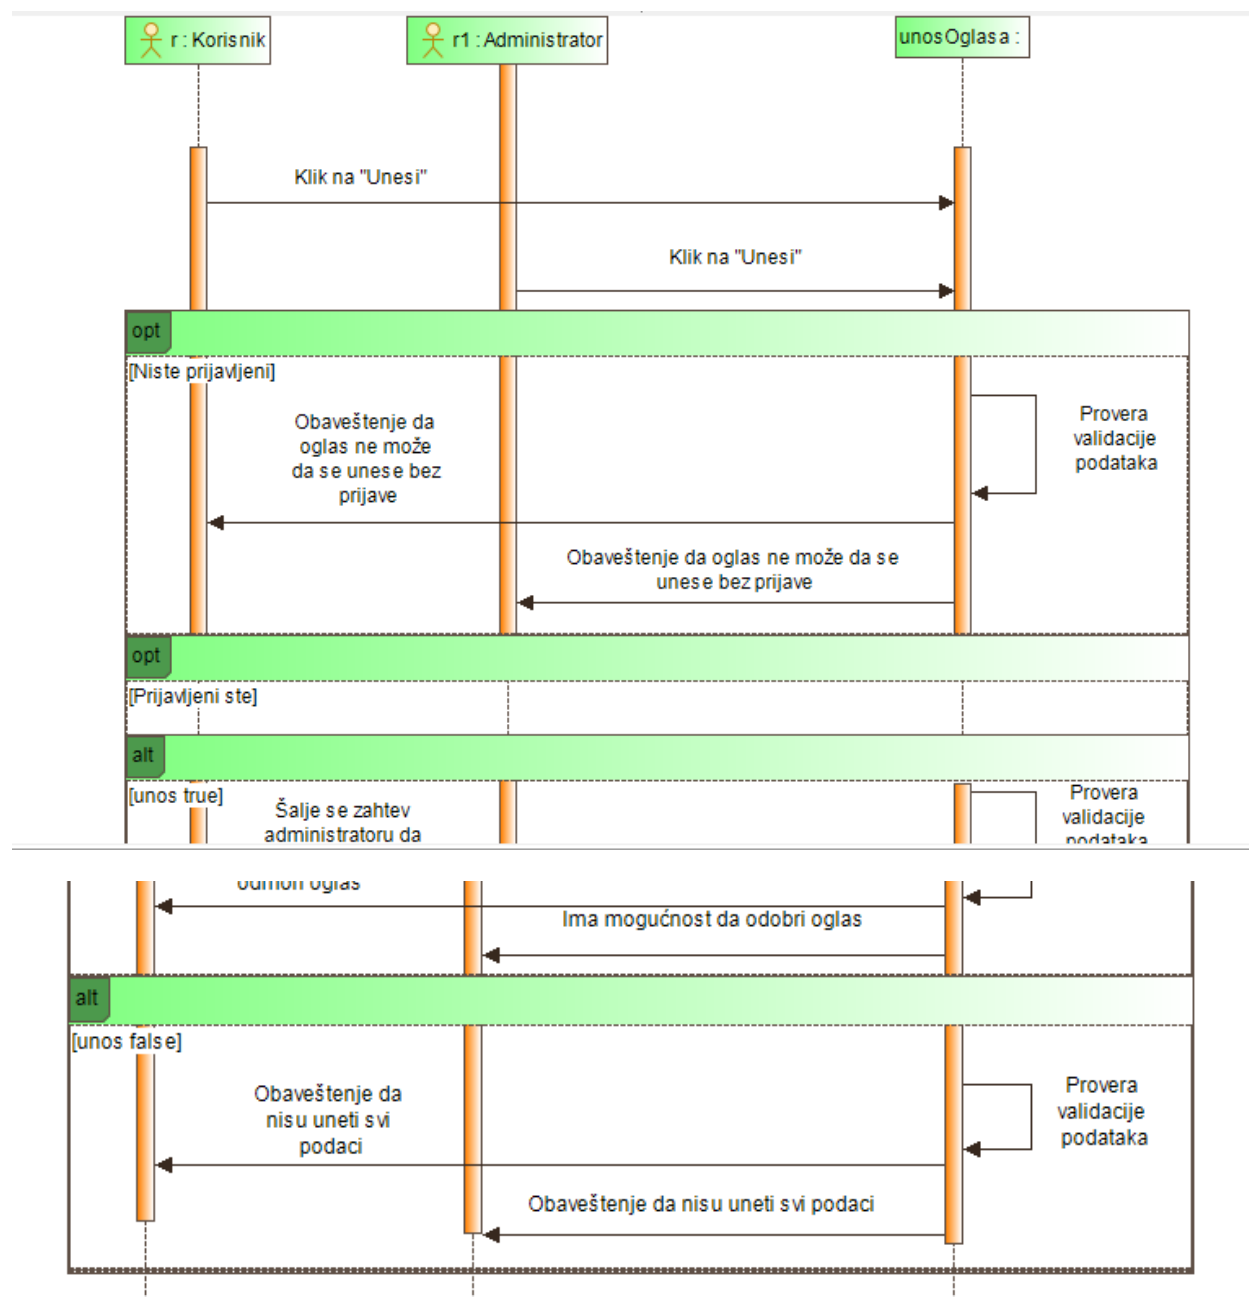 r : Korisnik
r1 : Administrator
unosOglasa :
Klik na "Unesi"
Klik na "Unesi"
opt
[Niste prijavljeni]
Provera
validacije
podataka
Obaveštenje da
oglas ne može
da se unese bez
prijave
Obaveštenje da oglas ne može da se
unese bez prijave
opt
[Prijavljeni ste]
alt
[unos true]
Šalje se zahtev
administratoru da
Provera
validacije
podataka
oglas
Ima mogućnost da odobri oglas
alt
[unos false]
Obaveštenje da
nisu uneti svi
podaci
Provera
validacije
podataka
Obaveštenje da nisu uneti svi podaci